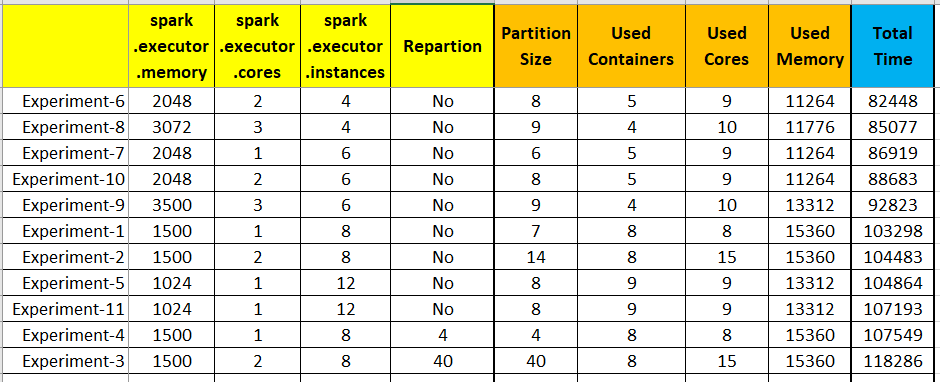 spark .executor .memory spark .executor .cores spark .executor .instances Repartion Partition Size Used Containers Used Cores Used Memory Total Time
Experiment-6 2048 2 4 No 8 5 9 11264 82448
Experiment-8 3072 3 4 No 9 4 10 11776 85077
Experiment-7 2048 1 6 No 6 5 9 11264 86919
Experiment-10 2048 2 6 No 8 5 9 11264 88683
Experiment-9 3500 3 6 No 9 4 10 13312 92823
Experiment-1 1500 1 8 No 7 8 8 15360 103298
Experiment-2 1500 2 8 No 14 8 15 15360 104483
Experiment-5 1024 1 12 No 8 9 9 13312 104864
Experiment-11 1024 1 12 No 8 9 9 13312 107193
Experiment-4 1500 1 8 4 4 8 8 15360 107549
Experiment-3 1500 2 8 40 40 8 15 15360 118286